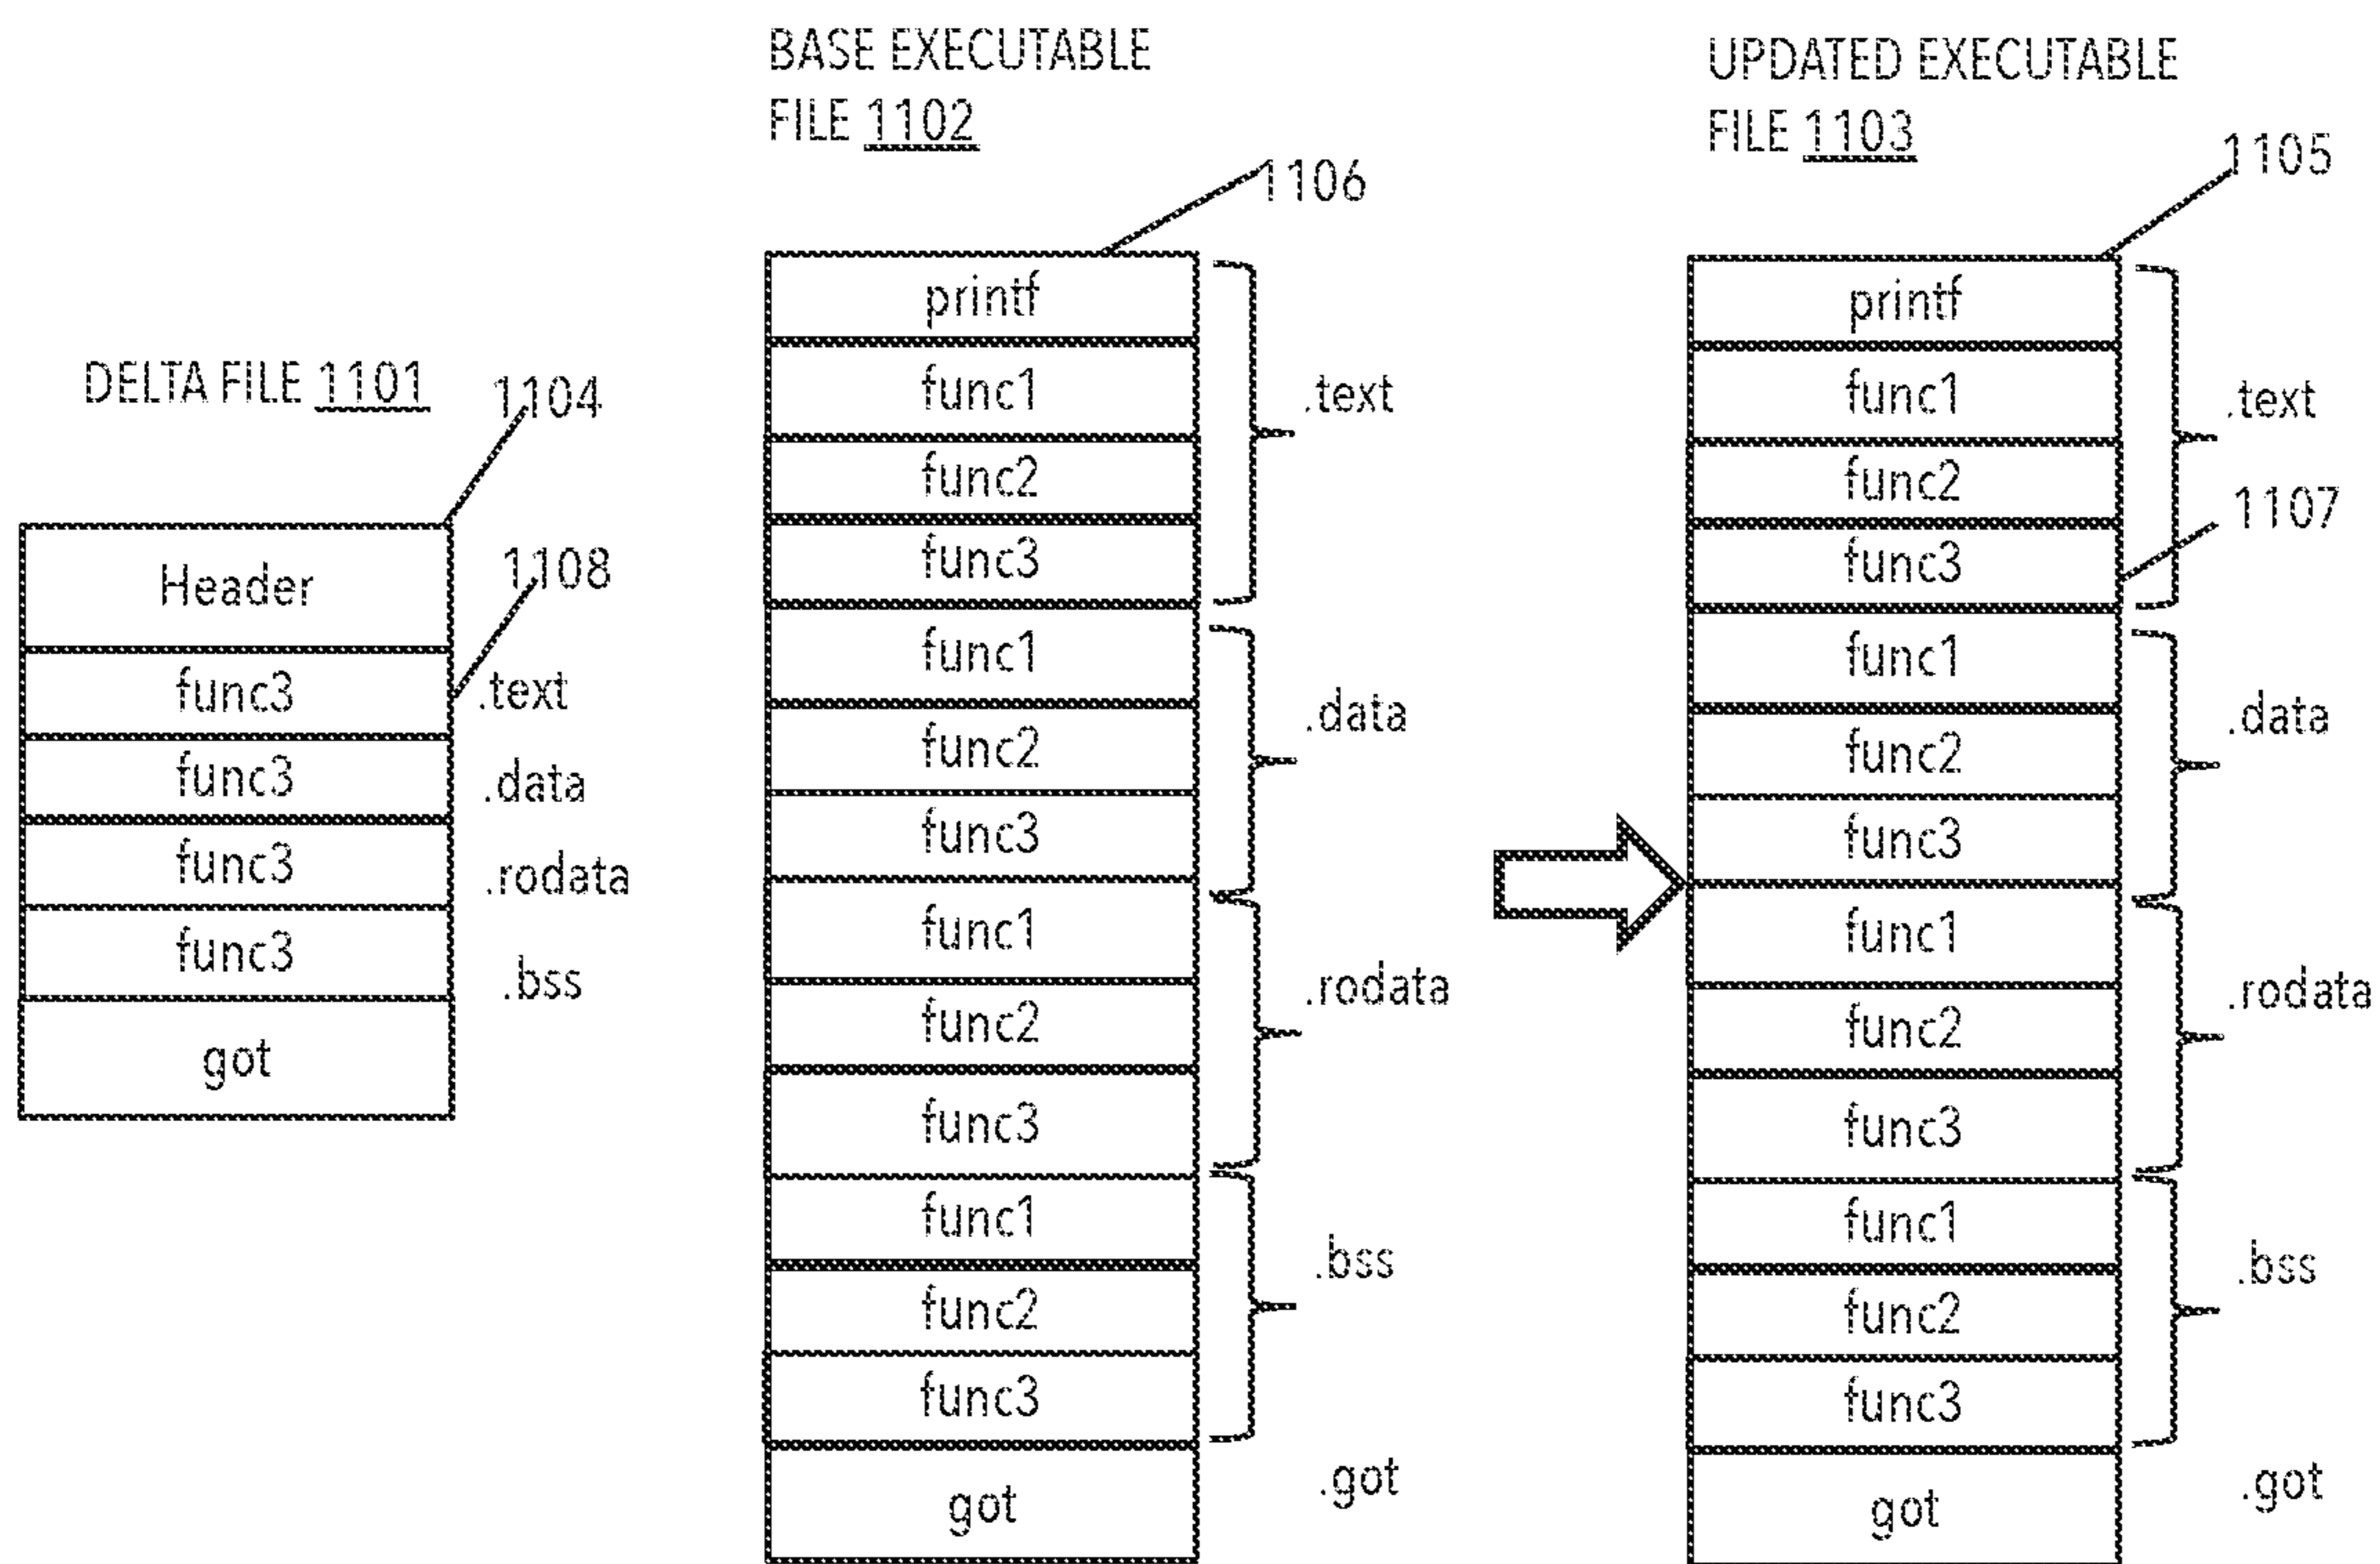 DELTA FILE 1101
1104
1108
Header
func3 .text
func3 .data
func3 .rodata
func3 .bss
got
BASE EXECUTABLE
FILE 1102
1106
printf
func1
func2
func3
.text
func1
func2
func3
.data
func1
func2
func3
.rodata
func1
func2
func3
.bss
got
.got
UPDATED EXECUTABLE
FILE 1103
1105
printf
func1
func2
func3
.text
1107
func1
func2
func3
.data
func1
func2
func3
.rodata
func1
func2
func3
.bss
got
.got